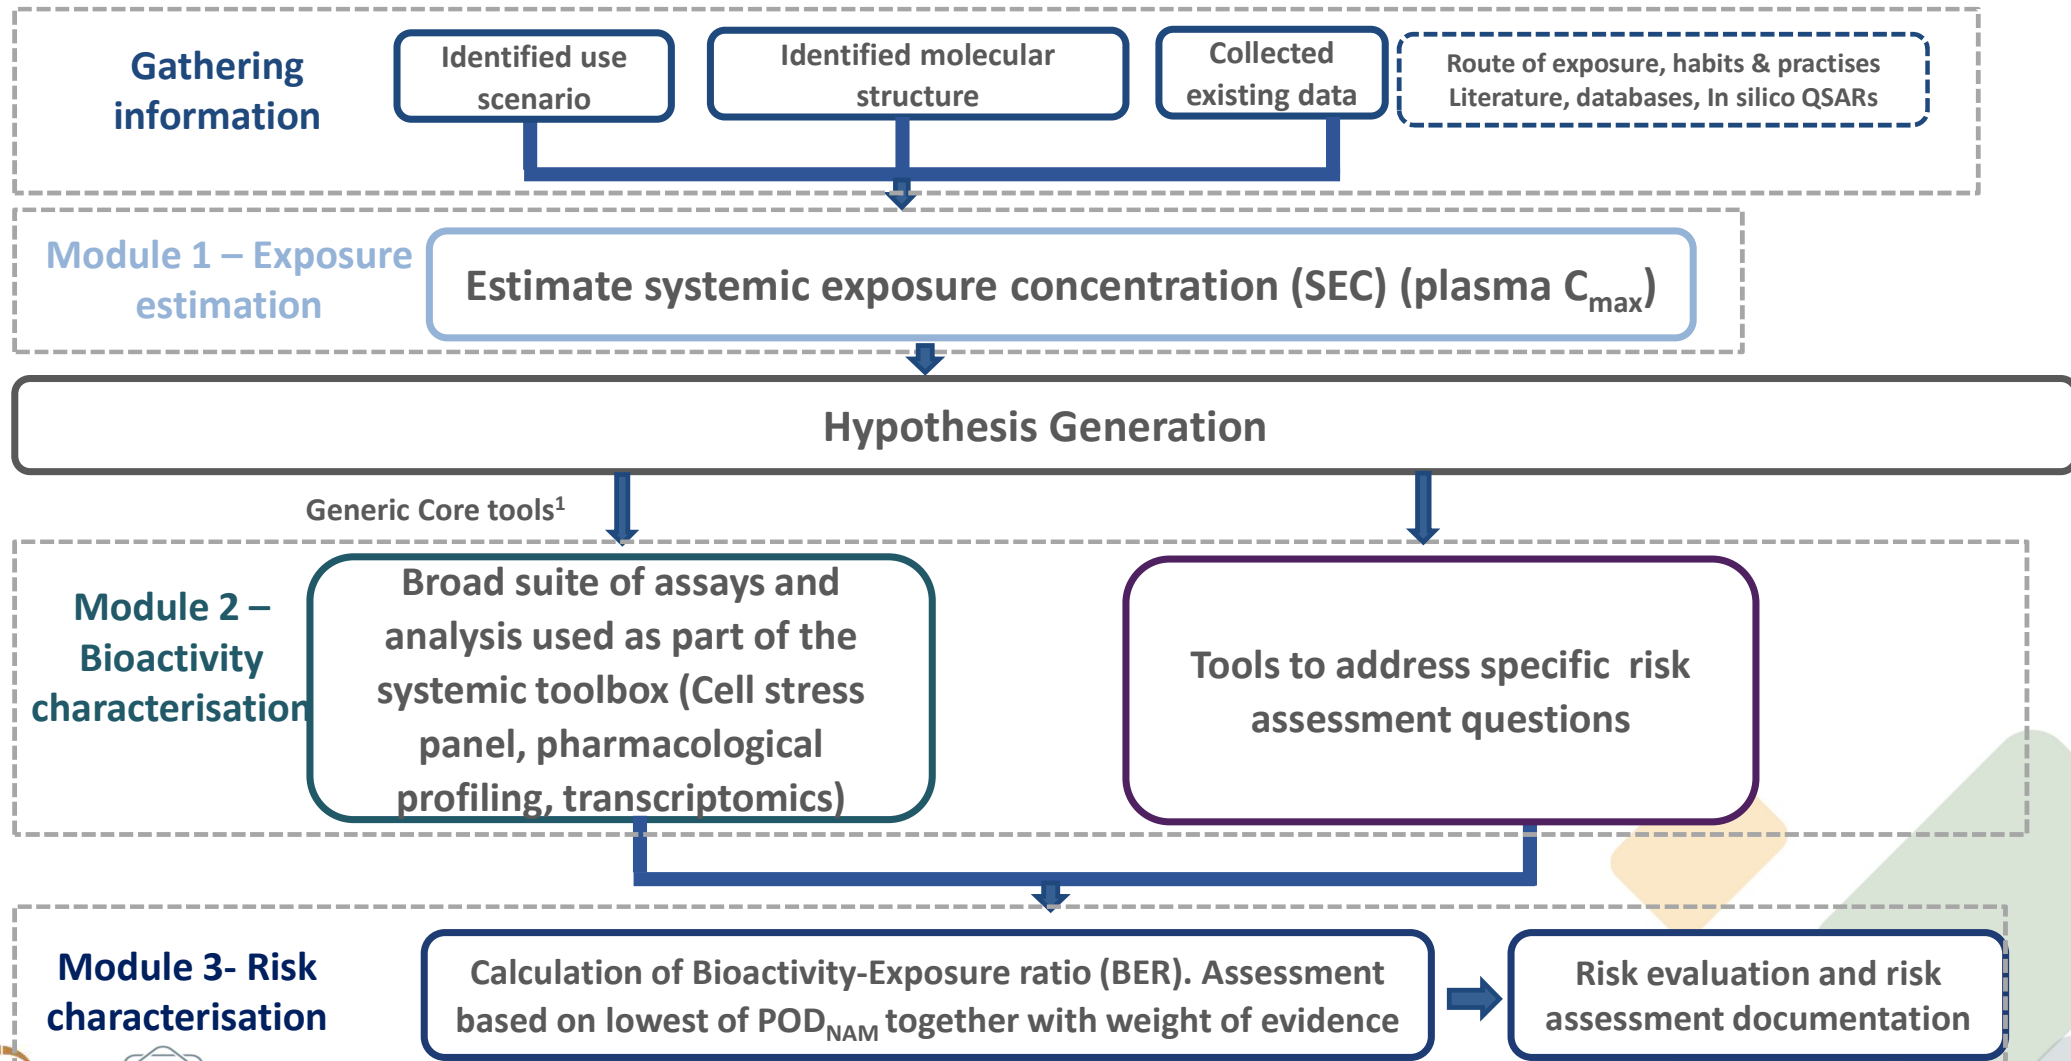 Gathering
information
Identified use
scenario
Identified molecular
structure
Collected
existing data
Route of exposure, habits & practises
Literature, databases, In silico QSARs
Module 1 – Exposure
estimation
Estimate systemic exposure concentration (SEC) (plasma Cmax)
Hypothesis Generation
Generic Core tools¹
Module 2 –
Bioactivity
characterisation
Broad suite of assays and
analysis used as part of the
systemic toolbox (Cell stress
panel, pharmacological
profiling, transcriptomics)
Tools to address specific risk
assessment questions
Module 3- Risk
characterisation
Calculation of Bioactivity-Exposure ratio (BER). Assessment
based on lowest of PODNAM together with weight of evidence
Risk evaluation and risk
assessment documentation